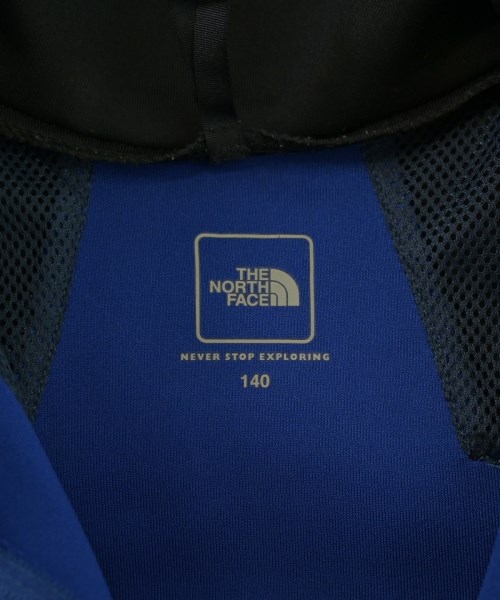 THE
NORTH
FACE
NEVER STOP EXPLORING
140